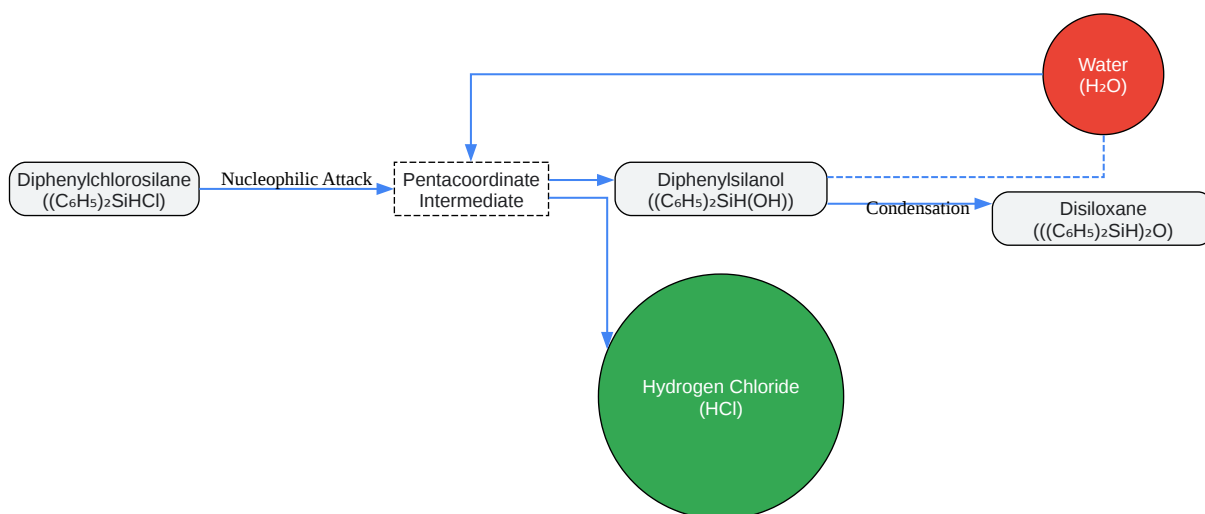 Water
(H₂O)
Diphenylchlorosilane
((C₆H₅)₂SiHCl)
Nucleophilic Attack
Pentacoordinate
Intermediate
Diphenylsilanol
((C₆H₅)₂SiH(OH))
Condensation
Disiloxane
(((C₆H₅)₂SiH)₂O)
Hydrogen Chloride
(HCl)